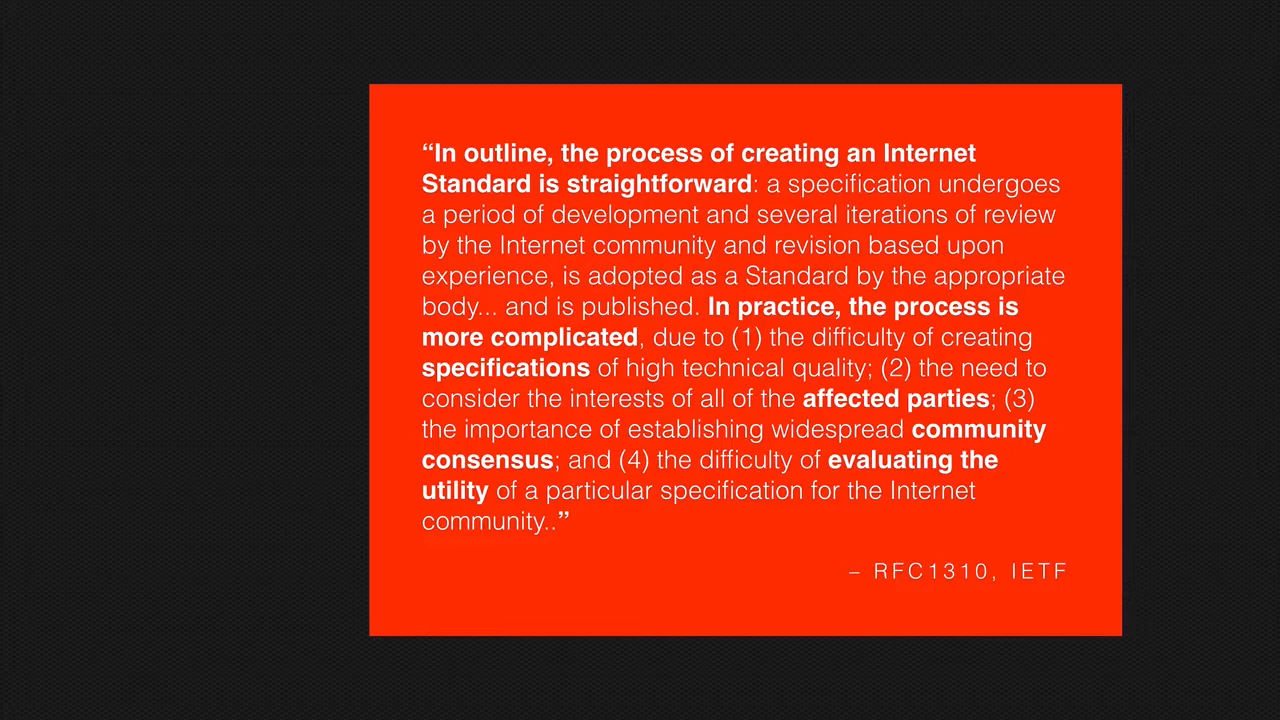 “In outline, the process of creating an Internet
Standard is straightforward: a specification undergoes
a period of development and several iterations of review
by the Internet community and revision based upon
experience, is adopted as a Standard by the appropriate
body... and is published. In practice, the process is
more complicated, due to (1) the difficulty of creating
specifications of high technical quality; (2) the need to
consider the interests of all of the affected parties; (3)
the importance of establishing widespread community
consensus; and (4) the difficulty of evaluating the
utility of a particular specification for the Internet
community..”
– RFC1310, IETF